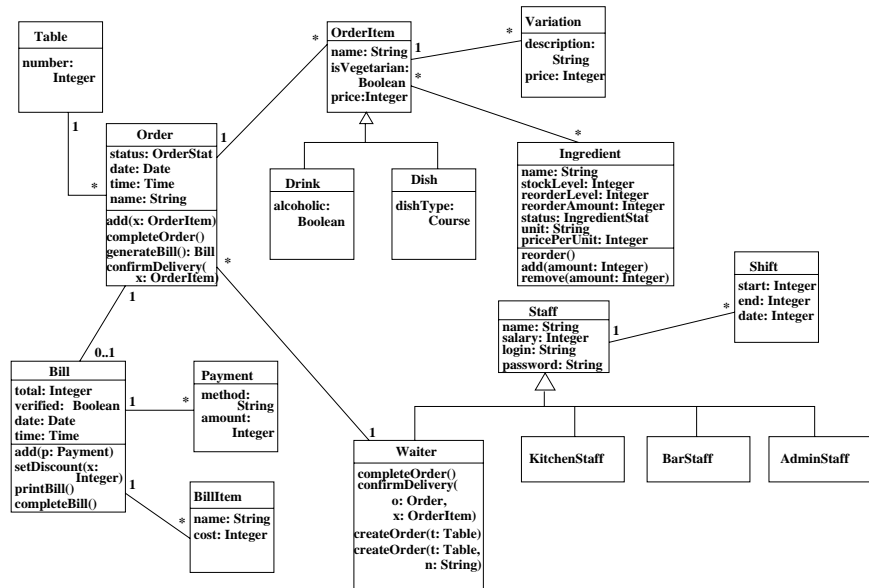 Table
number:
Integer
1
*
Order
status: OrderStat
date: Date
time: Time
name: String
add(x: OrderItem)
completeOrder()
generateBill(): Bill
confirmDelivery(
x: OrderItem)
1
*
*
1
0..1
OrderItem
name: String
isVegetarian:
Boolean
price:Integer
1
*
*
*
Variation
description:
String
price: Integer
Drink
alcoholic:
Boolean
Dish
dishType:
Course
Ingredient
name: String
stockLevel: Integer
reorderLevel: Integer
reorderAmount: Integer
status: IngredientStat
unit: String
pricePerUnit: Integer
reorder()
add(amount: Integer)
remove(amount: Integer)
Shift
start: Integer
end: Integer
date: Integer
Staff
name: String
salary: Integer
login: String
password: String
1
*
Bill
total: Integer
verified: Boolean
date: Date
time: Time
add(p: Payment)
setDiscount(x:
Integer)
printBill()
completeBill()
1
*
1
*
Payment
method:
String
amount:
Integer
BillItem
name: String
cost: Integer
1
Waiter
completeOrder()
confirmDelivery(
o: Order,
x: OrderItem)
createOrder(t: Table)
createOrder(t: Table,
n: String)
KitchenStaff
BarStaff
AdminStaff